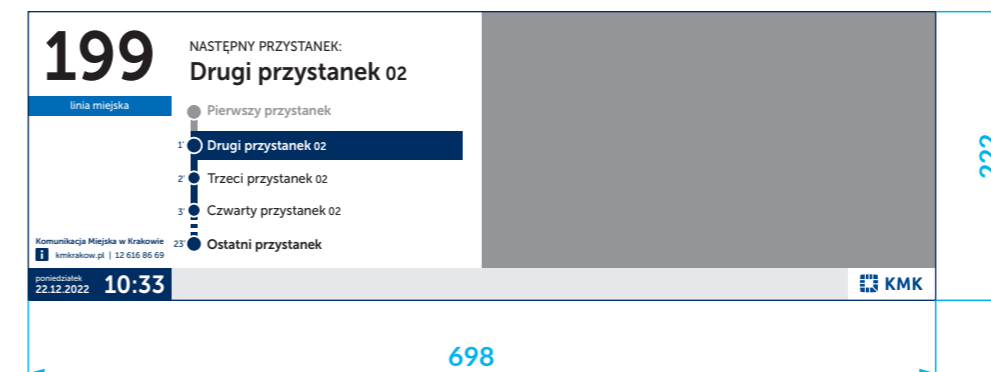 199
linia miejska
NASTĘPNY PRZYSTANEK:
Drugi przystanek 02
Pierwszy przystanek
1' Drugi przystanek 02
2' Trzeci przystanek 02
3' Czwarty przystanek 02
23' Ostatni przystanek
Komunikacja Miejska w Krakowie
i kmkrakow.pl | 12 616 86 69
poniedziałek
22.12.2022 10:33
KMK
222
698